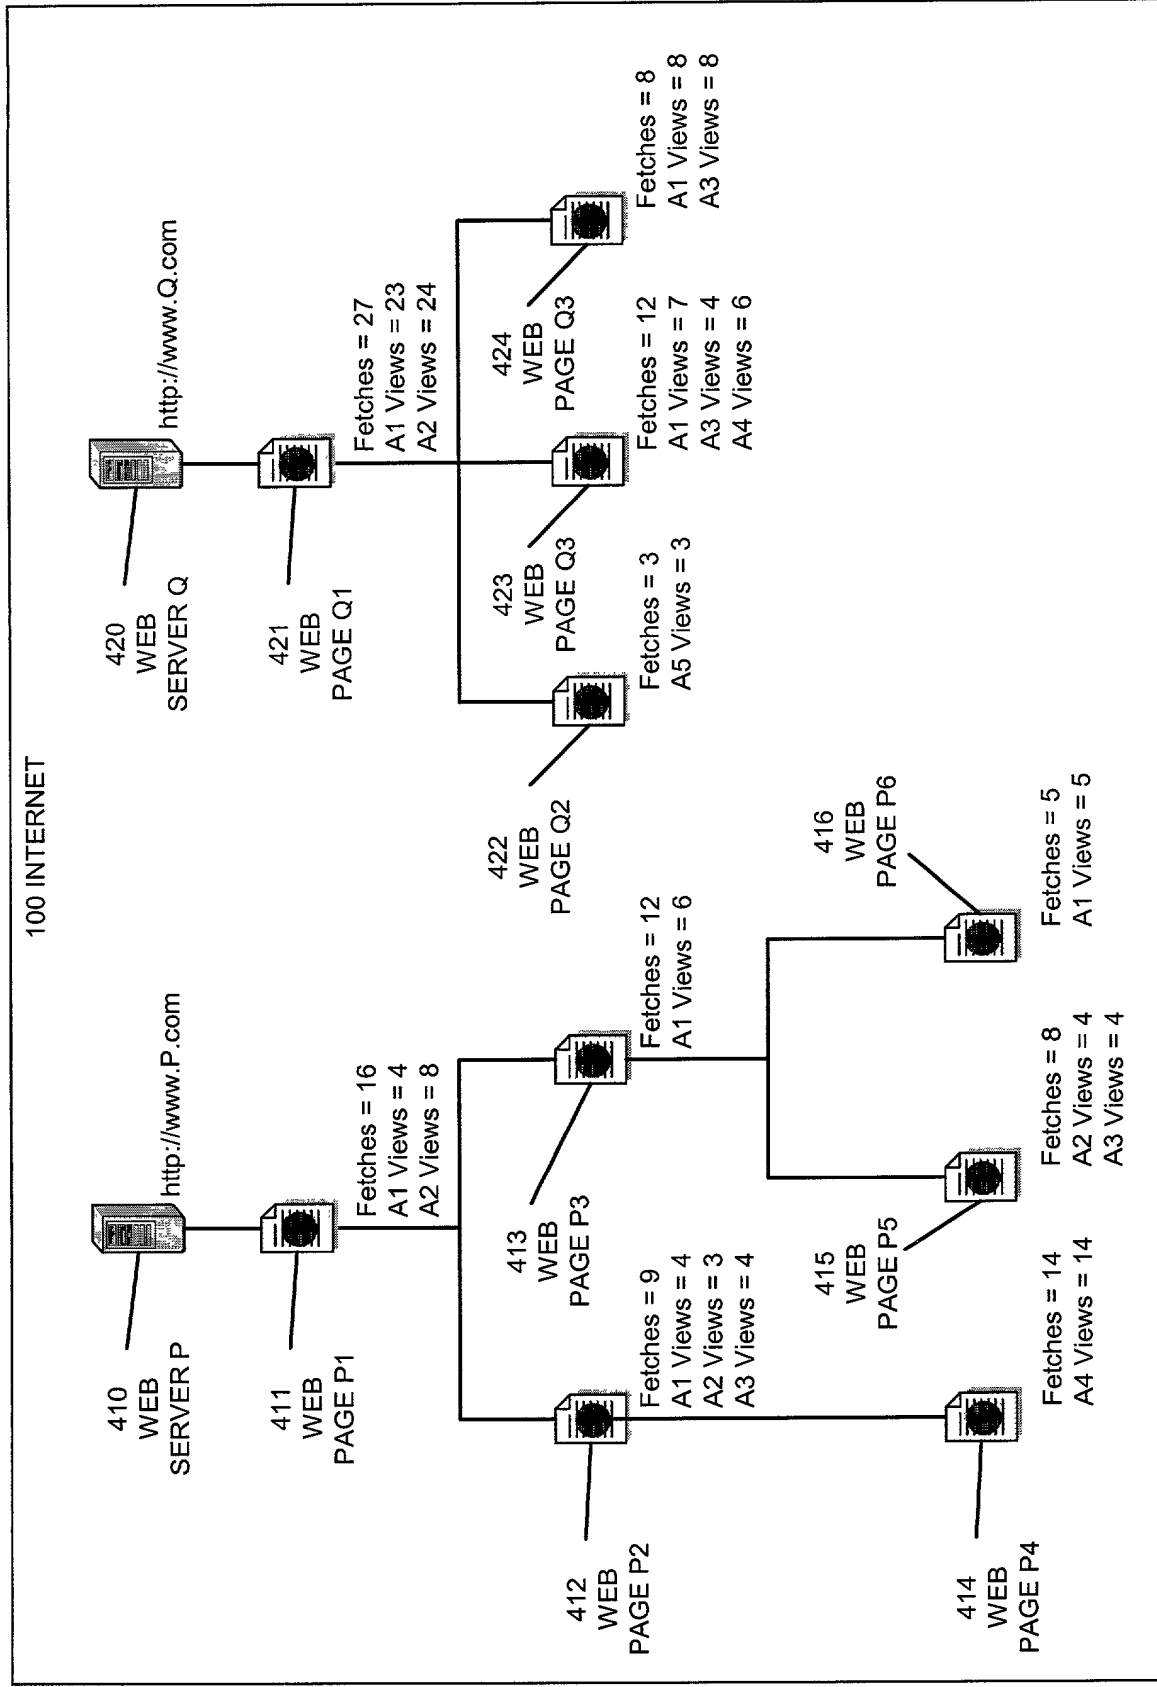 100 INTERNET
410
WEB
SERVER P
http://www.P.com
411
WEB
PAGE P1
Fetches = 16
A1 Views = 4
A2 Views = 8
412
WEB
PAGE P2
Fetches = 9
A1 Views = 4
A2 Views = 3
A3 Views = 4
413
WEB
PAGE P3
Fetches = 12
A1 Views = 6
414
WEB
PAGE P4
Fetches = 14
A4 Views = 14
415
WEB
PAGE P5
Fetches = 8
A2 Views = 4
A3 Views = 4
416
WEB
PAGE P6
Fetches = 5
A1 Views = 5
420
WEB
SERVER Q
http://www.Q.com
421
WEB
PAGE Q1
Fetches = 27
A1 Views = 23
A2 Views = 24
422
WEB
PAGE Q2
Fetches = 3
A5 Views = 3
423
WEB
PAGE Q3
Fetches = 12
A1 Views = 7
A3 Views = 4
A4 Views = 6
424
WEB
PAGE Q3
Fetches = 8
A1 Views = 8
A3 Views = 8